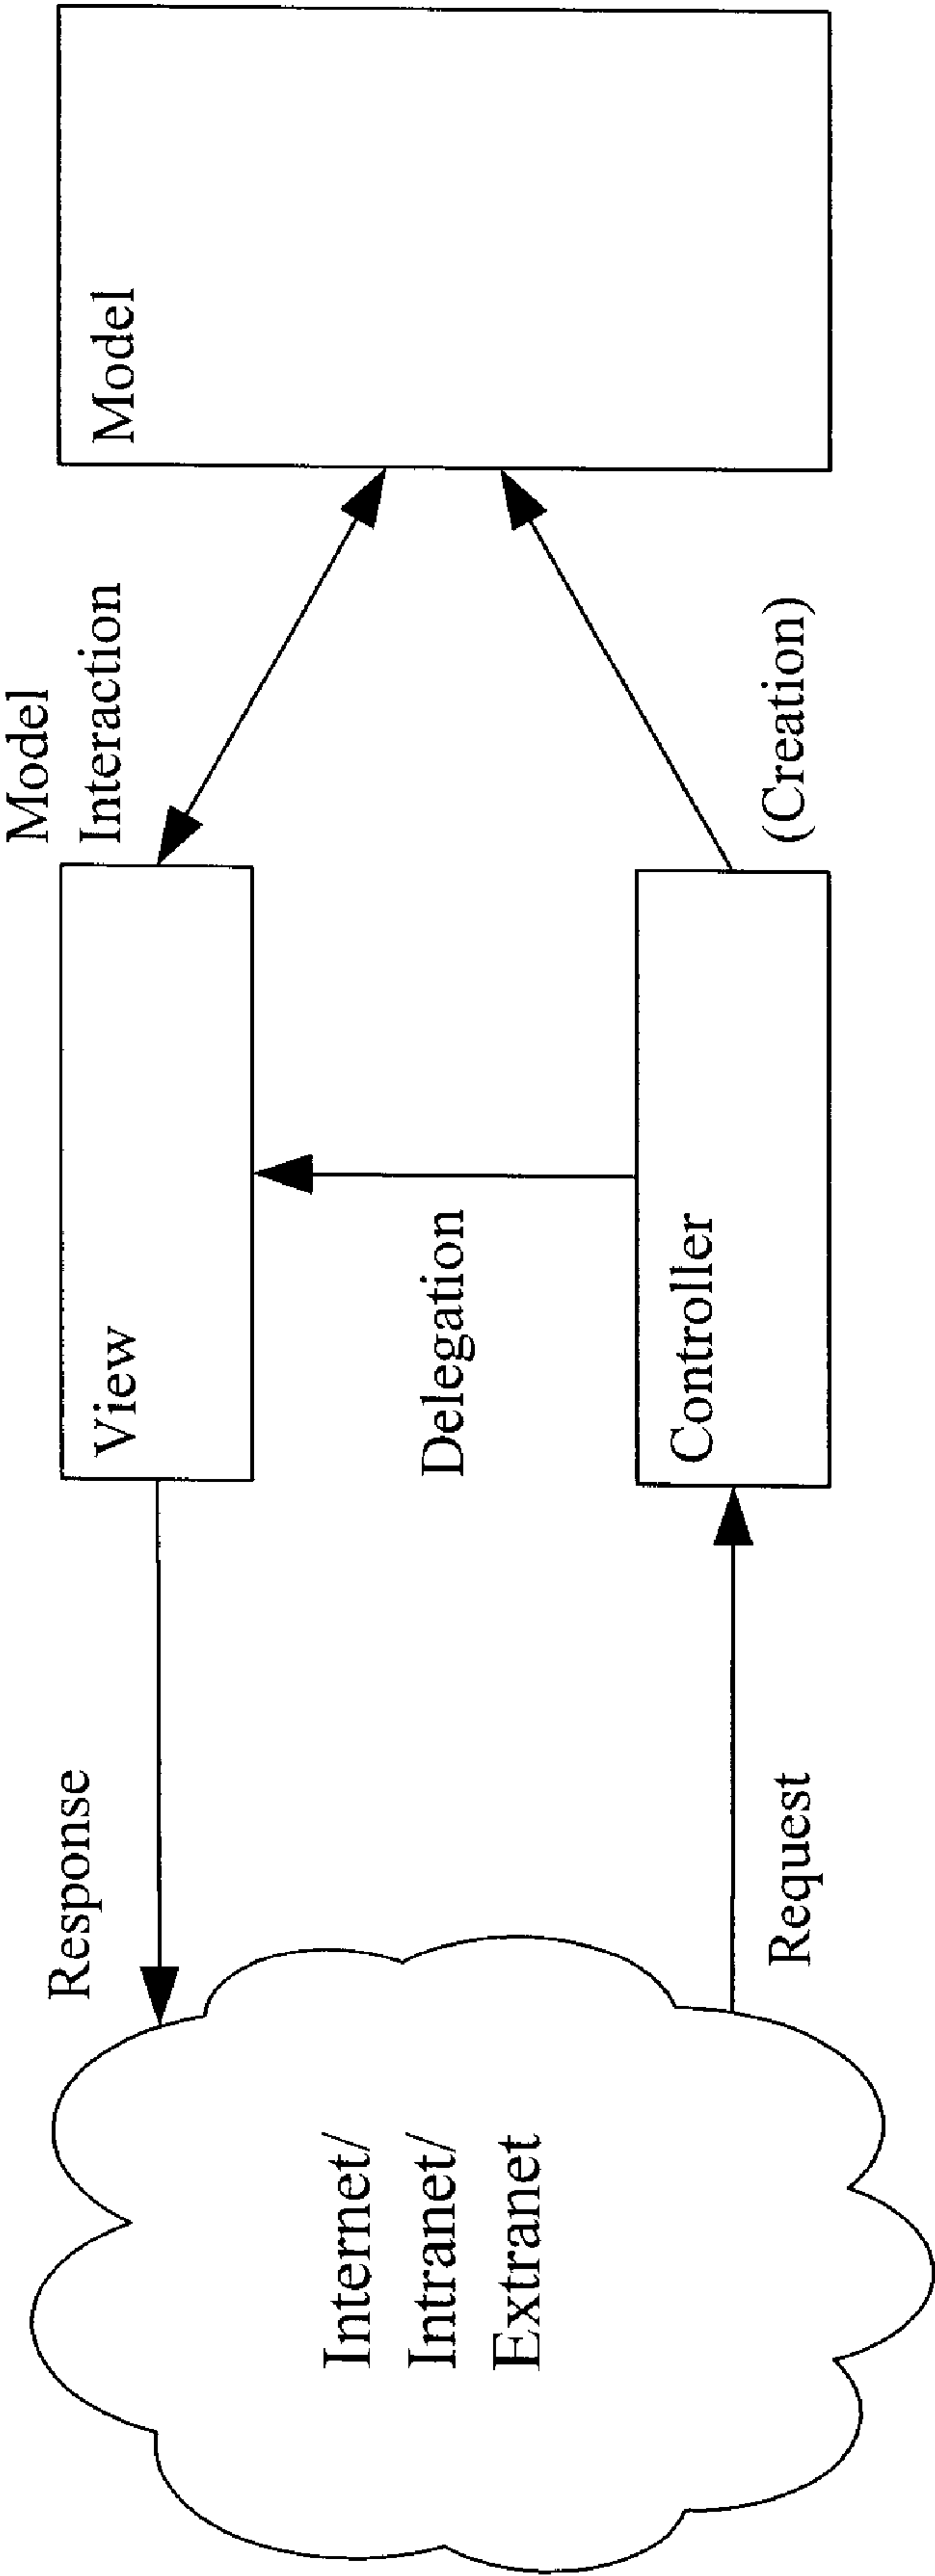 Internet/
Intranet/
Extranet
Response
Request
View
Delegation
Controller
Model
Interaction
(Creation)
Model